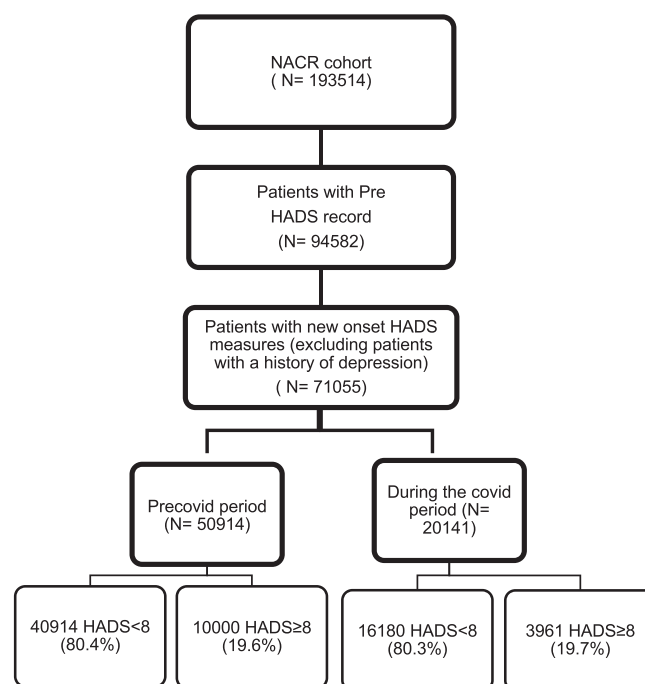 NACR cohort
( N= 193514)
Patients with Pre
HADS record
(N= 94582)
Patients with new onset HADS
measures (excluding patients
with a history of depression)
( N= 71055)
Precovid period
(N= 50914)
During the covid
period (N=
20141)
40914 HADS<8
(80.4%)
10000 HADS≥8
(19.6%)
16180 HADS<8
(80.3%)
3961 HADS≥8
(19.7%)